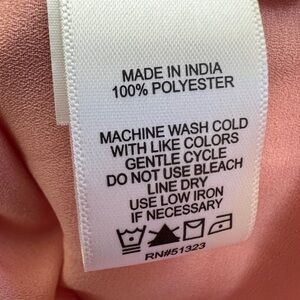 MADE IN INDIA
100% POLYESTER
MACHINE WASH COLD
WITH LIKE COLORS
GENTLE CYCLE
DO NOT USE BLEACH
LINE DRY
USE LOW IRON
IF NECESSARY
RN#51323